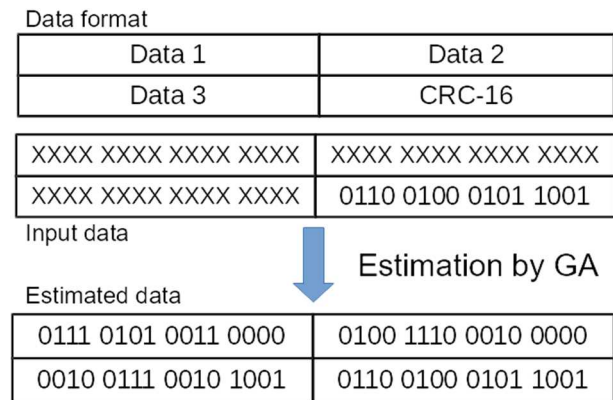 Data format
Data 1 Data 2
Data 3 CRC-16
XXXX XXXX XXXX XXXX XXXX XXXX XXXX XXXX
XXXX XXXX XXXX XXXX 0110 0100 0101 1001
Input data
Estimation by GA
Estimated data
0111 0101 0011 0000 0100 1110 0010 0000
0010 0111 0010 1001 0110 0100 0101 1001